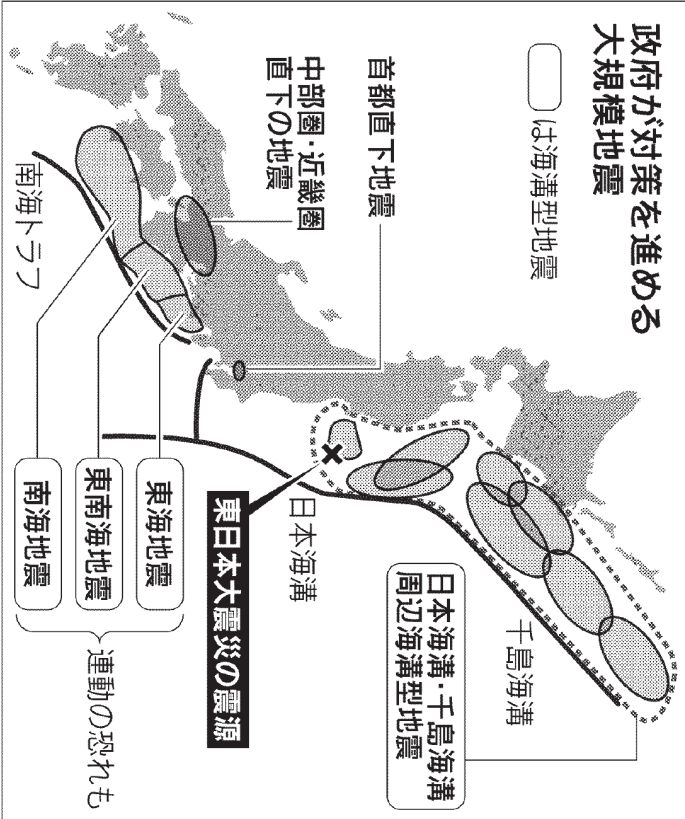 政府が対策を進める
大規模地震
は海溝型地震
首都直下地震
中部圏・近畿圏
直下の地震
南海トラフ
千島海溝
日本海溝・千島海溝
周辺海溝型地震
日本海溝
東日本大震災の震源
東海地震
東南海地震
南海地震
連動の恐れも